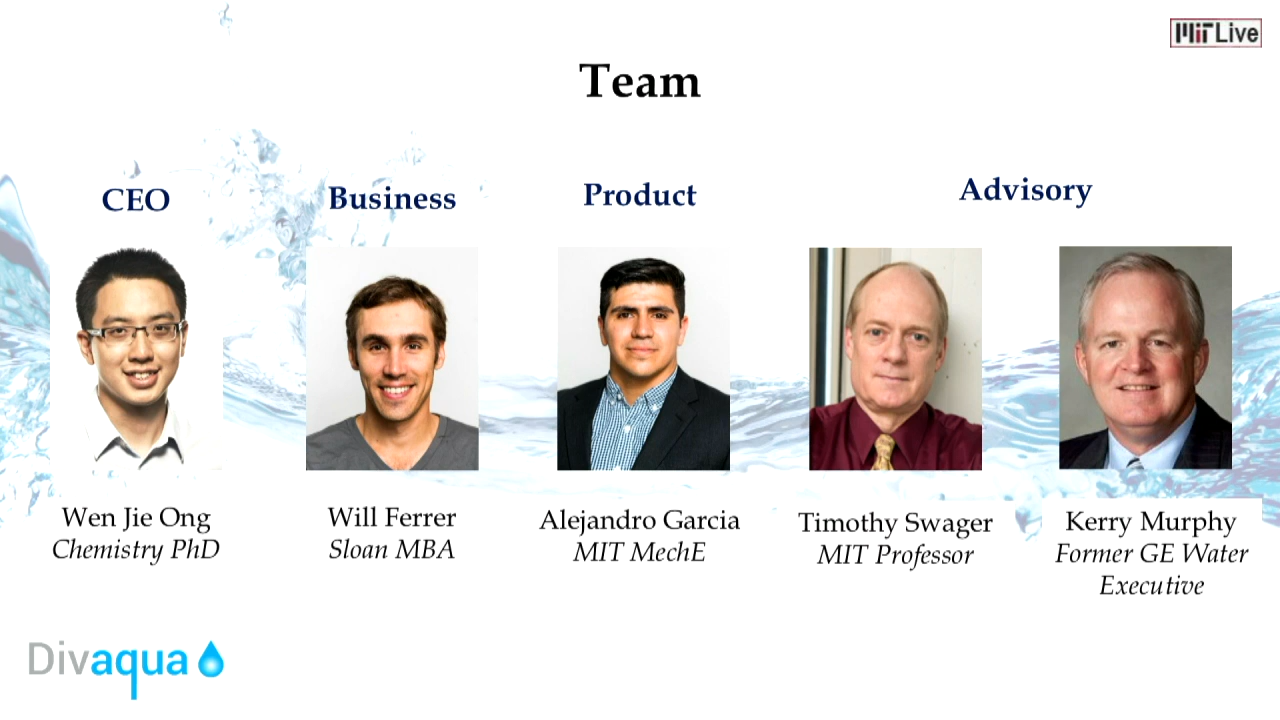 MIT Live
Team
CEO
Business
Product
Advisory
Wen Jie Ong
Chemistry PhD
Will Ferrer
Sloan MBA
Alejandro Garcia
MIT MechE
Timothy Swager
MIT Professor
Kerry Murphy
Former GE Water
Executive
Divaqua